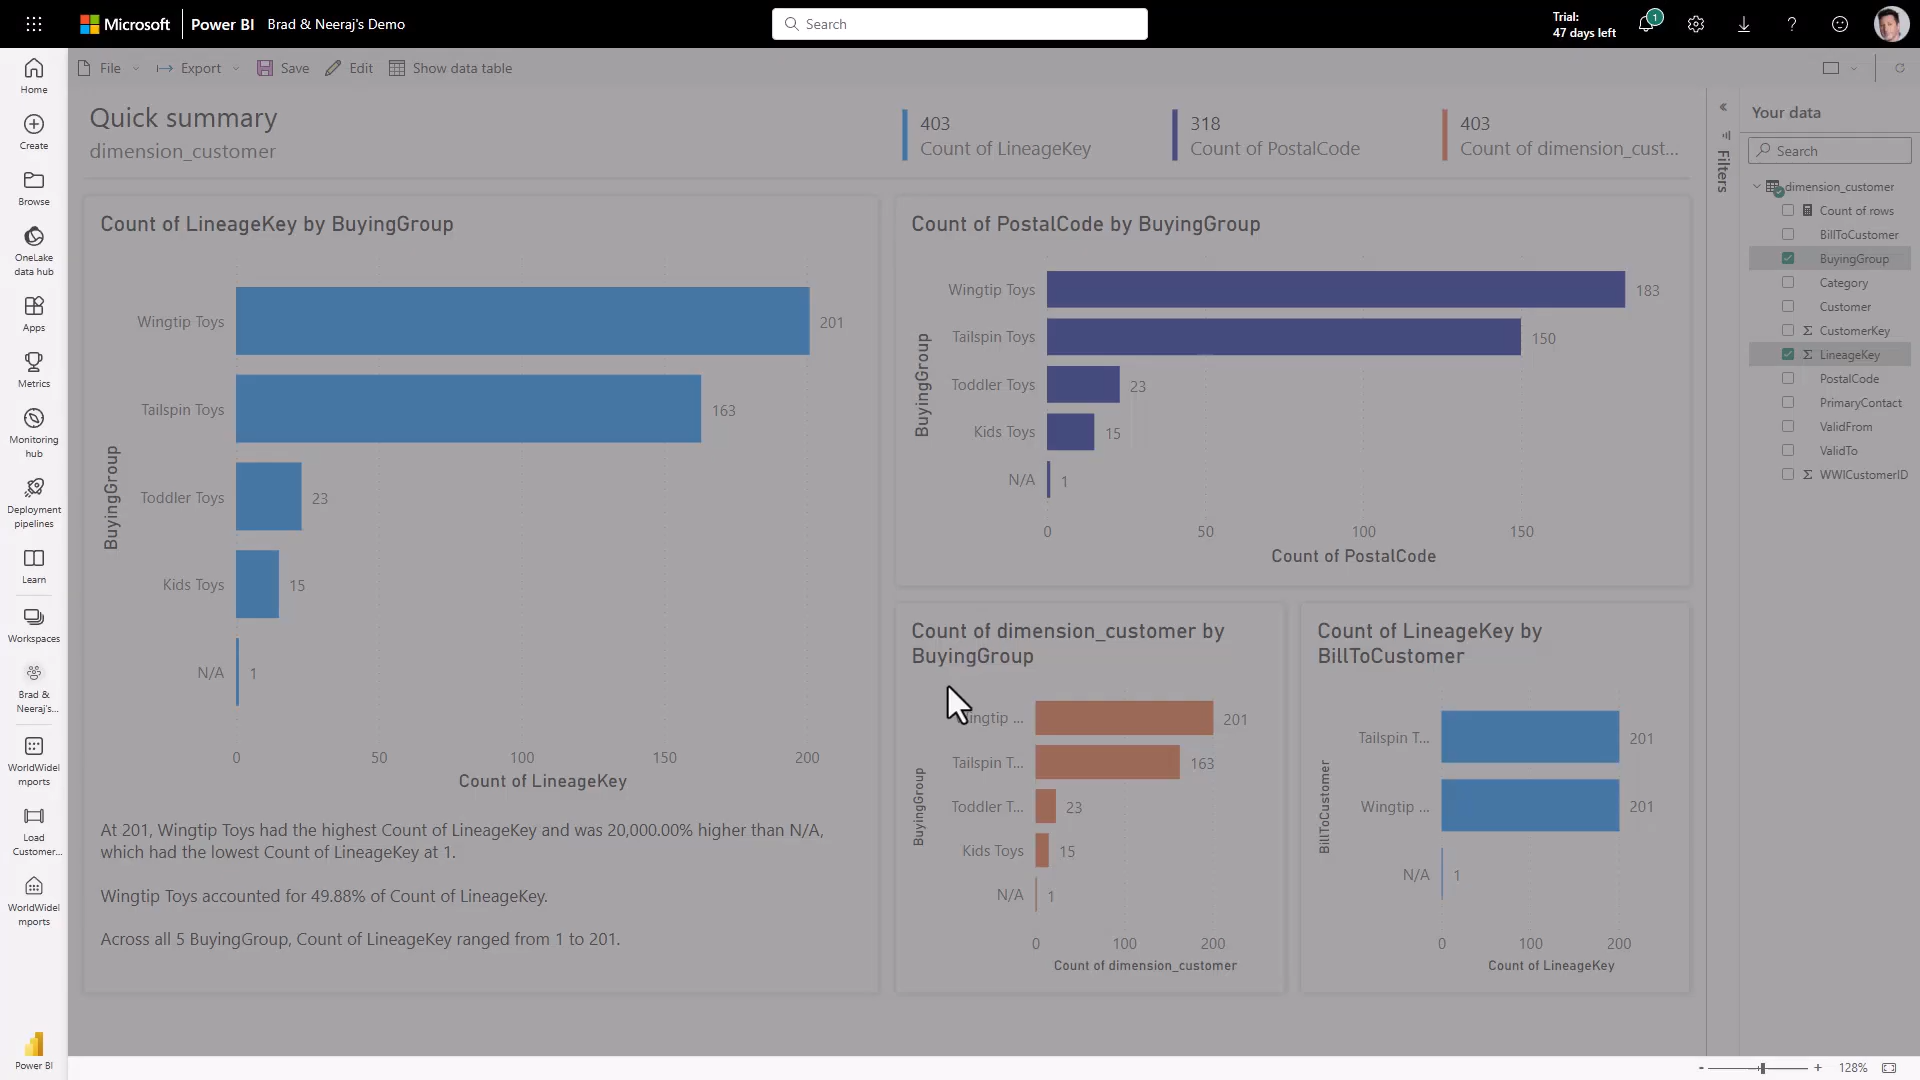 Microsoft
Power BI
Brad & Neeraj's Demo
Search
Trial:
47 days left
1
Home
Create
Browse
OneLake
data hub
Apps
Metrics
Monitoring
hub
Deployment
pipelines
Learn
Workspaces
Brad &
Neeraj's...
WorldWideI
mports
Load
Customer...
WorldWideI
mports
Power BI
File
Export
Save
Edit
Show data table
Quick summary
dimension_customer
403
Count of LineageKey
318
Count of PostalCode
403
Count of dimension_cust...
Count of LineageKey by BuyingGroup
BuyingGroup
Wingtip Toys 201
Tailspin Toys 163
Toddler Toys 23
Kids Toys 15
N/A 1
0 50 100 150 200
Count of LineageKey
At 201, Wingtip Toys had the highest Count of LineageKey and was 20,000.00% higher than N/A,
which had the lowest Count of LineageKey at 1.
Wingtip Toys accounted for 49.88% of Count of LineageKey.
Across all 5 BuyingGroup, Count of LineageKey ranged from 1 to 201.
Count of PostalCode by BuyingGroup
BuyingGroup
Wingtip Toys 183
Tailspin Toys 150
Toddler Toys 23
Kids Toys 15
N/A 1
0 50 100 150
Count of PostalCode
Count of dimension_customer by
BuyingGroup
BuyingGroup
ingtip ... 201
Tailspin T... 163
Toddler T... 23
Kids Toys 15
N/A 1
0 100 200
Count of dimension_customer
Count of LineageKey by
BillToCustomer
BillToCustomer
Tailspin T... 201
Wingtip ... 201
N/A 1
0 100 200
Count of LineageKey
Filters
Your data
Search
dimension_customer
Count of rows
BillToCustomer
BuyingGroup
Category
Customer
Σ CustomerKey
Σ LineageKey
PostalCode
PrimaryContact
ValidFrom
ValidTo
Σ WWICustomerID
- + 128%